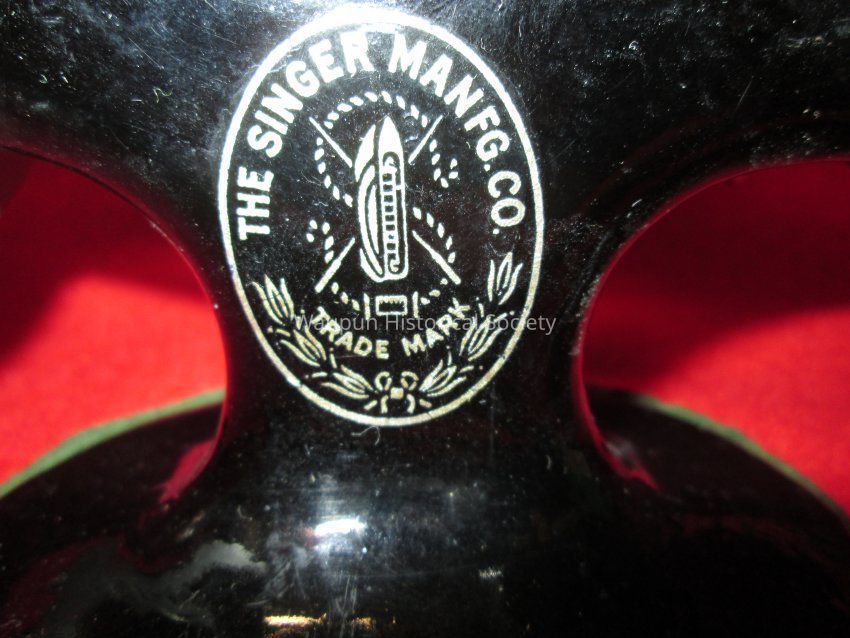 THE SINGER MANFG. CO.
TRADE MARK
Waupun Historical Society